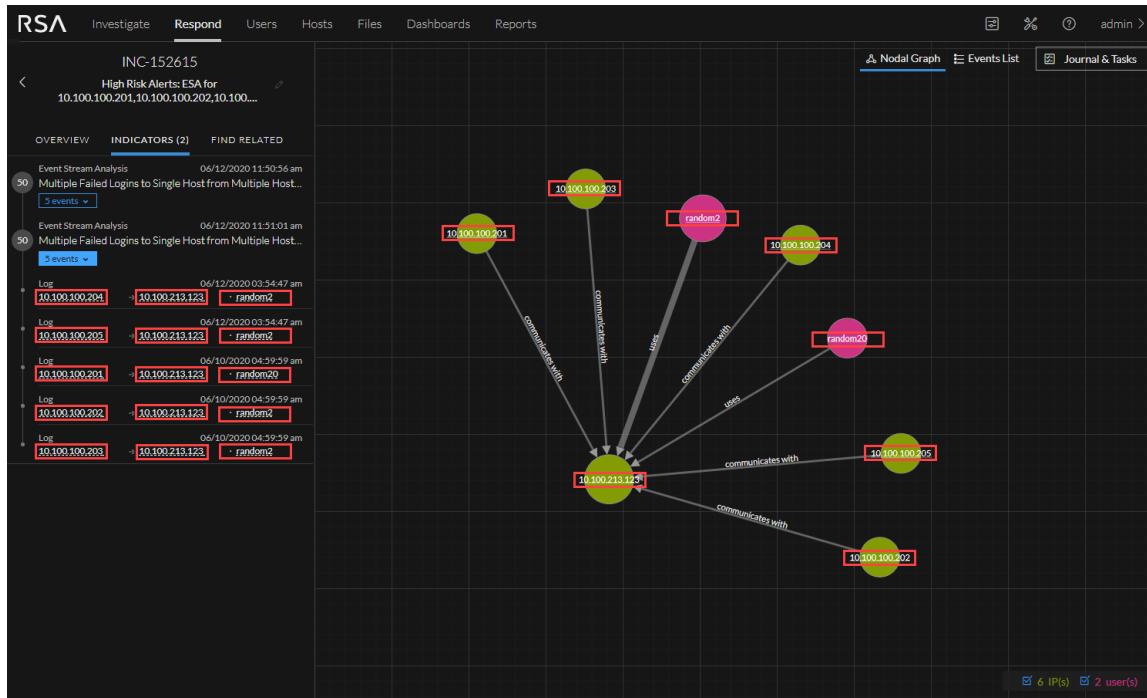 RSA Investigate Respond Users Hosts Files Dashboards Reports admin
INC-152615
High Risk Alerts: ESA for
10.100.100.201,10.100.100.202,10.100....
OVERVIEW INDICATORS (2) FIND RELATED
Event Stream Analysis 06/12/2020 11:50:56 am
50 Multiple Failed Logins to Single Host from Multiple Host...
5 events
Event Stream Analysis 06/12/2020 11:51:01 am
50 Multiple Failed Logins to Single Host from Multiple Host...
5 events
Log 06/12/2020 03:54:47 am
10.100.100.204 → 10.100.213.123 · random2
Log 06/12/2020 03:54:47 am
10.100.100.205 → 10.100.213.123 · random2
Log 06/10/2020 04:59:59 am
10.100.100.201 → 10.100.213.123 · random20
Log 06/10/2020 04:59:59 am
10.100.100.202 → 10.100.213.123 · random2
Log 06/10/2020 04:59:59 am
10.100.100.203 → 10.100.213.123 · random2
Nodal Graph Events List Journal & Tasks
10.100.100.203
random2
10.100.100.201
10.100.100.204
communicates with
communicates with
uses
communicates with
random20
uses
10.100.100.205
communicates with
10.100.213.123
communicates with
10.100.100.202
6 IP(s) 2 user(s)